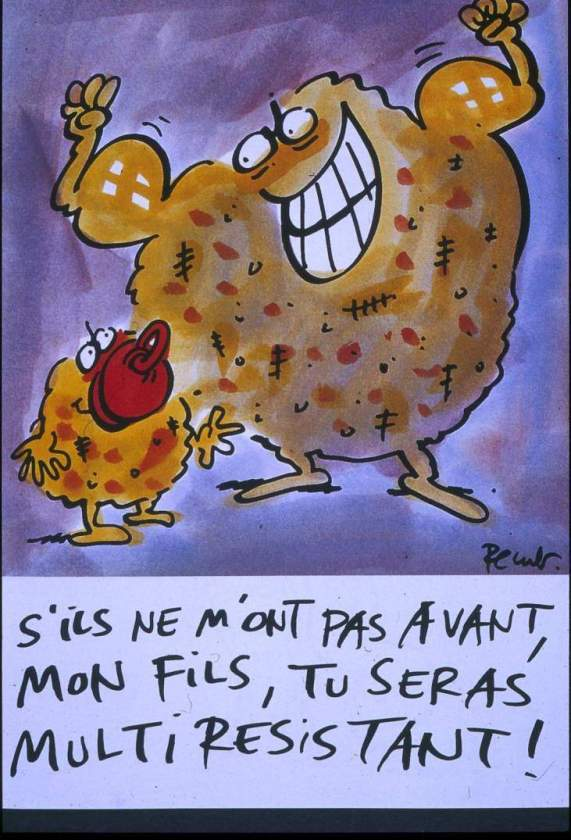 S'ILS NE M'ONT PAS AVANT,
MON FILS, TU SERAS
MULTIRESISTANT !